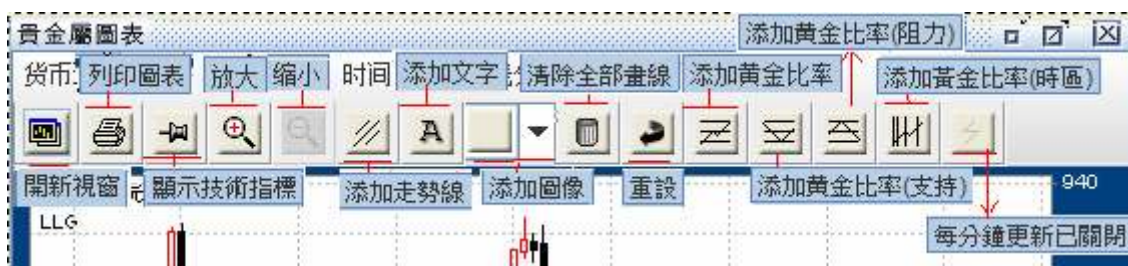 貴金屬圖表
添加黄金比率(阻力)
货币
列印圖表
放大
缩小
时间
添加文字
清除全部畫線
添加黄金比率
添加黃金比率(時區)
A
開新視窗
顯示技術指標
添加走勢線
添加圖像
重設
添加黄金比率(支持)
940
LLG
每分鐘更新已關閉